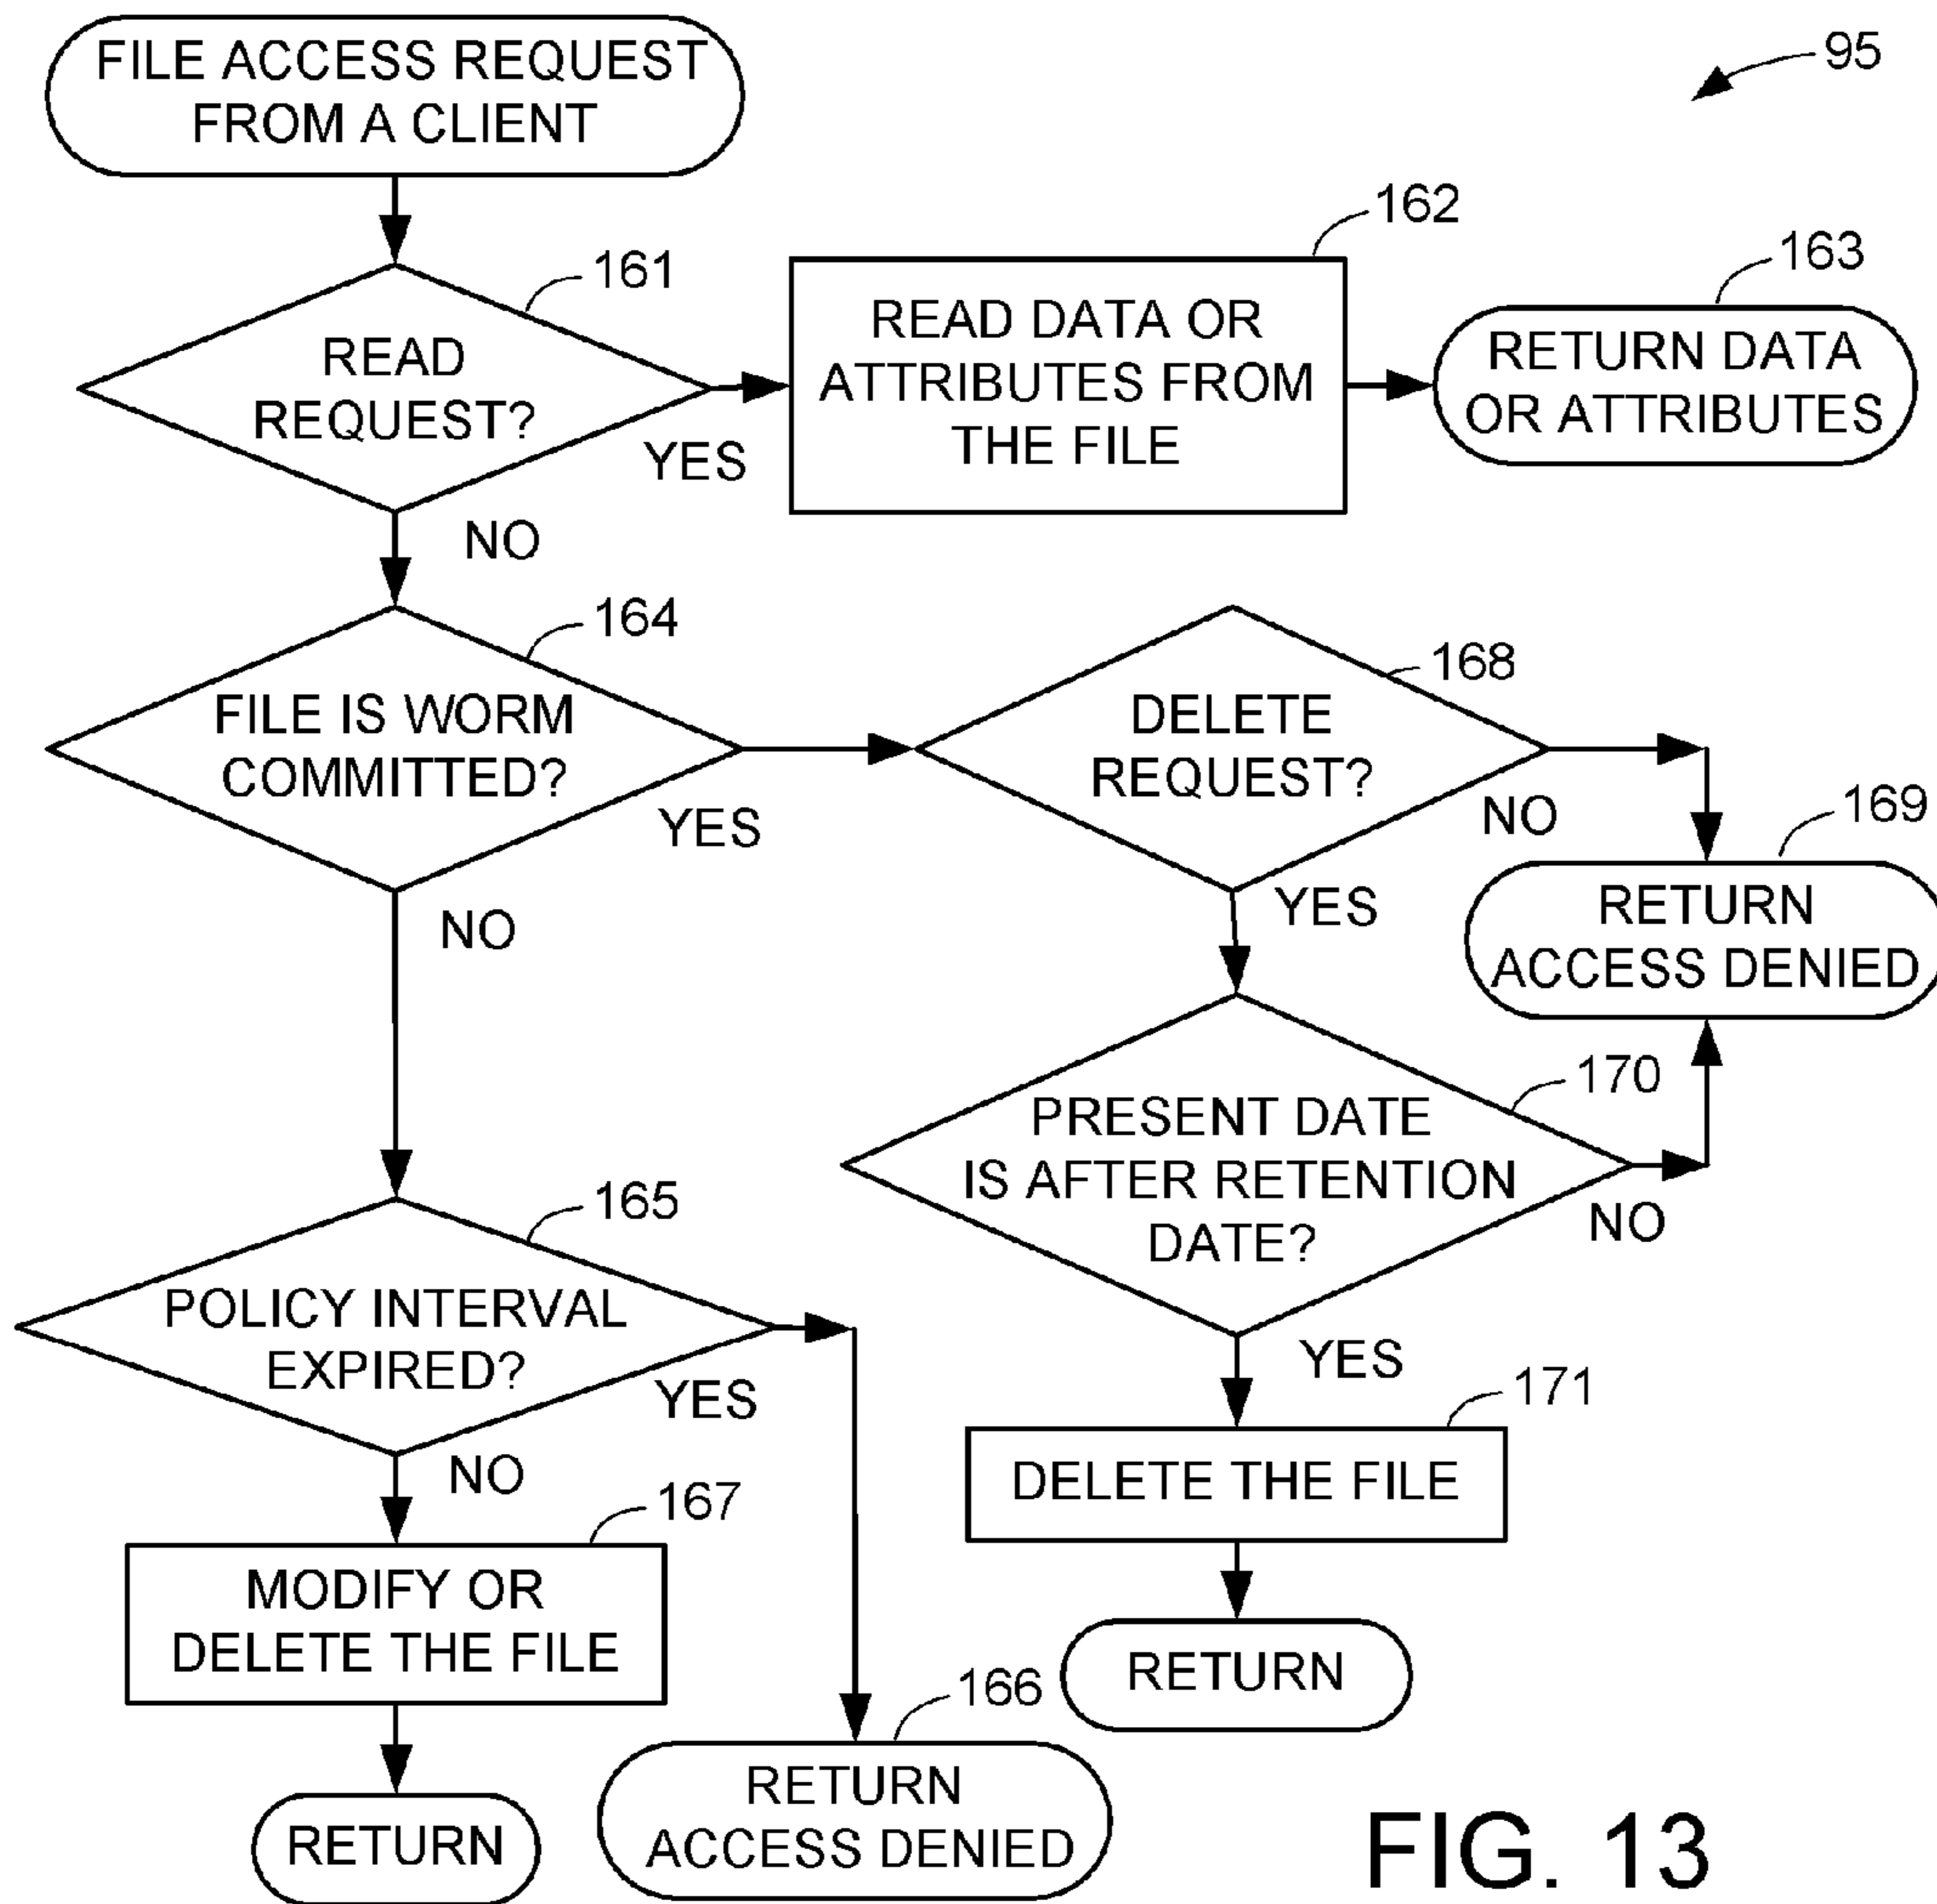 FILE ACCESS REQUEST
FROM A CLIENT
95
161
READ
REQUEST?
YES
NO
162
READ DATA OR
ATTRIBUTES FROM
THE FILE
163
RETURN DATA
OR ATTRIBUTES
164
FILE IS WORM
COMMITTED?
YES
NO
168
DELETE
REQUEST?
NO
YES
169
RETURN
ACCESS DENIED
170
PRESENT DATE
IS AFTER RETENTION
DATE?
NO
YES
165
POLICY INTERVAL
EXPIRED?
YES
NO
171
DELETE THE FILE
RETURN
167
MODIFY OR
DELETE THE FILE
RETURN
166
RETURN
ACCESS DENIED
FIG. 13